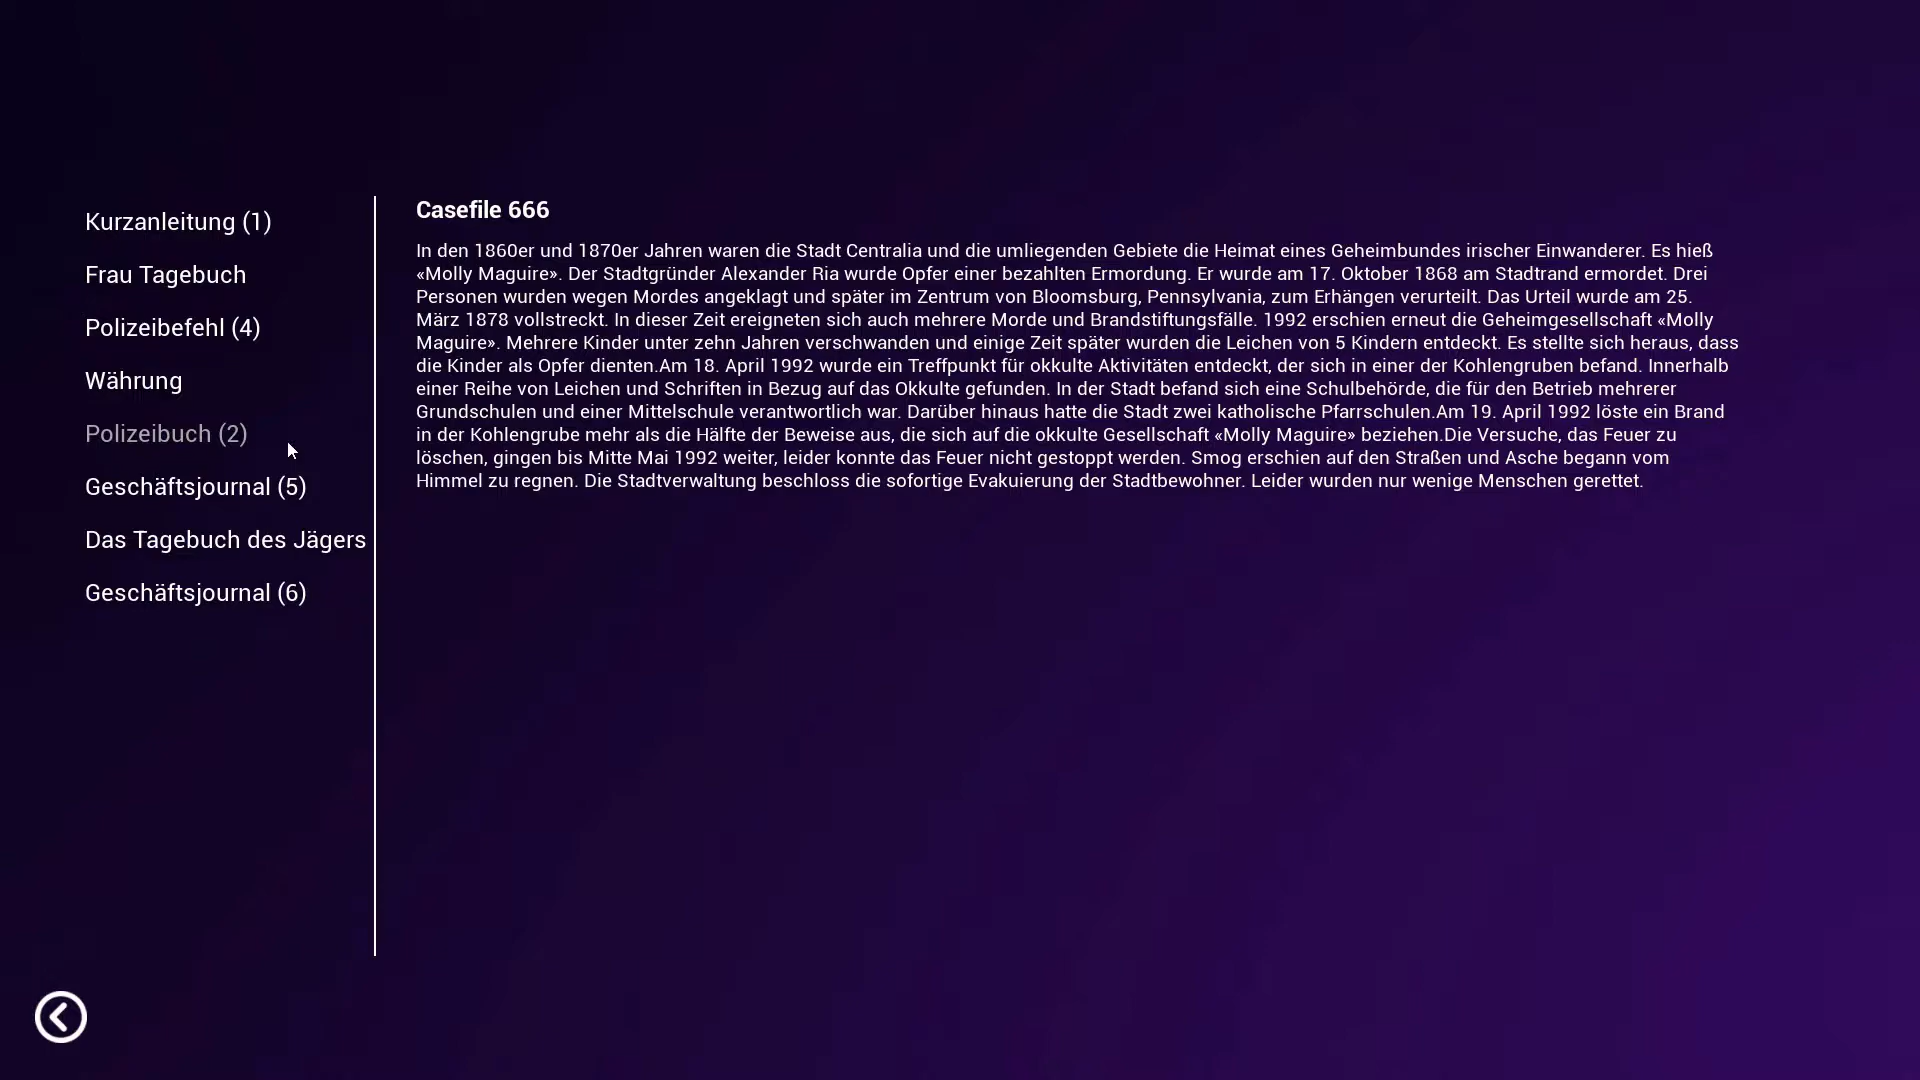 Kurzanleitung (1)
Frau Tagebuch
Polizeibefehl (4)
Währung
Polizeibuch (2)
Geschäftsjournal (5)
Das Tagebuch des Jägers
Geschäftsjournal (6)
Casefile 666
In den 1860er und 1870er Jahren waren die Stadt Centralia und die umliegenden Gebiete die Heimat eines Geheimbundes irischer Einwanderer. Es hieß
«Molly Maguire». Der Stadtgründer Alexander Ria wurde Opfer einer bezahlten Ermordung. Er wurde am 17. Oktober 1868 am Stadtrand ermordet. Drei
Personen wurden wegen Mordes angeklagt und später im Zentrum von Bloomsburg, Pennsylvania, zum Erhängen verurteilt. Das Urteil wurde am 25.
März 1878 vollstreckt. In dieser Zeit ereigneten sich auch mehrere Morde und Brandstiftungsfälle. 1992 erschien erneut die Geheimgesellschaft «Molly
Maguire». Mehrere Kinder unter zehn Jahren verschwanden und einige Zeit später wurden die Leichen von 5 Kindern entdeckt. Es stellte sich heraus, dass
die Kinder als Opfer dienten.Am 18. April 1992 wurde ein Treffpunkt für okkulte Aktivitäten entdeckt, der sich in einer der Kohlengruben befand. Innerhalb
einer Reihe von Leichen und Schriften in Bezug auf das Okkulte gefunden. In der Stadt befand sich eine Schulbehörde, die für den Betrieb mehrerer
Grundschulen und einer Mittelschule verantwortlich war. Darüber hinaus hatte die Stadt zwei katholische Pfarrschulen.Am 19. April 1992 löste ein Brand
in der Kohlengrube mehr als die Hälfte der Beweise aus, die sich auf die okkulte Gesellschaft «Molly Maguire» beziehen.Die Versuche, das Feuer zu
löschen, gingen bis Mitte Mai 1992 weiter, leider konnte das Feuer nicht gestoppt werden. Smog erschien auf den Straßen und Asche begann vom
Himmel zu regnen. Die Stadtverwaltung beschloss die sofortige Evakuierung der Stadtbewohner. Leider wurden nur wenige Menschen gerettet.